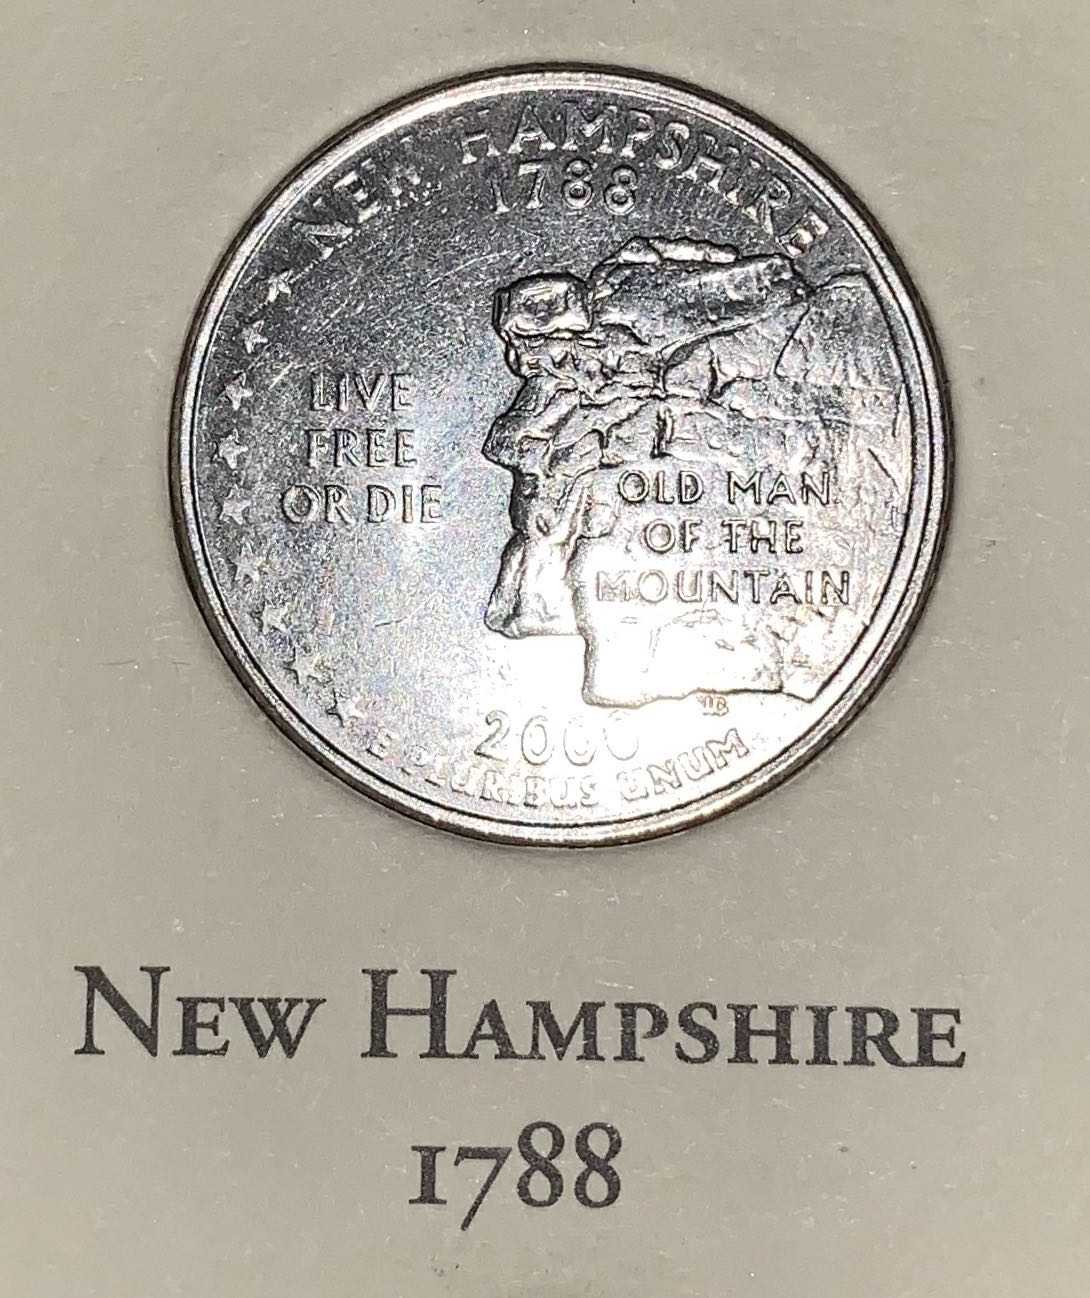 NEW HAMPSHIRE
1788
LIVE
FREE
OR DIE
OLD MAN
OF THE
MOUNTAIN
2000
E PLURIBUS UNUM
NEW HAMPSHIRE
1788